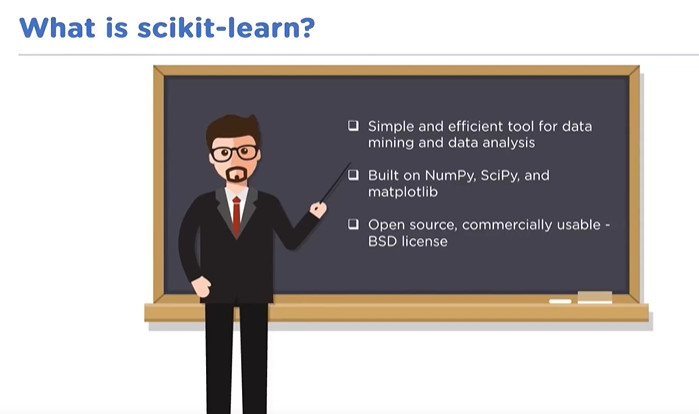 What is scikit-learn?
❑ Simple and efficient tool for data
mining and data analysis
❑ Built on NumPy, SciPy, and
matplotlib
❑ Open source, commercially usable -
BSD license